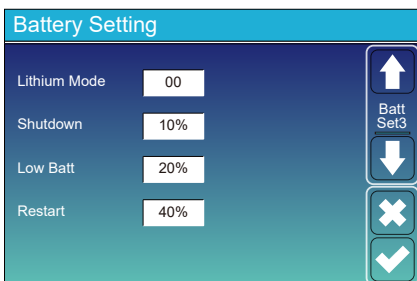 Battery Setting
Lithium Mode 00
Shutdown 10%
Low Batt 20%
Restart 40%
Batt
Set3